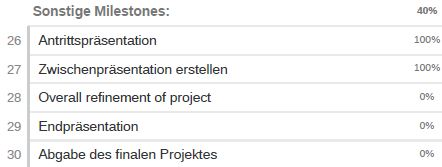 Sonstige Milestones: 40%
26 Antrittspräsentation 100%
27 Zwischenpräsentation erstellen 100%
28 Overall refinement of project 0%
29 Endpräsentation 0%
30 Abgabe des finalen Projektes 0%